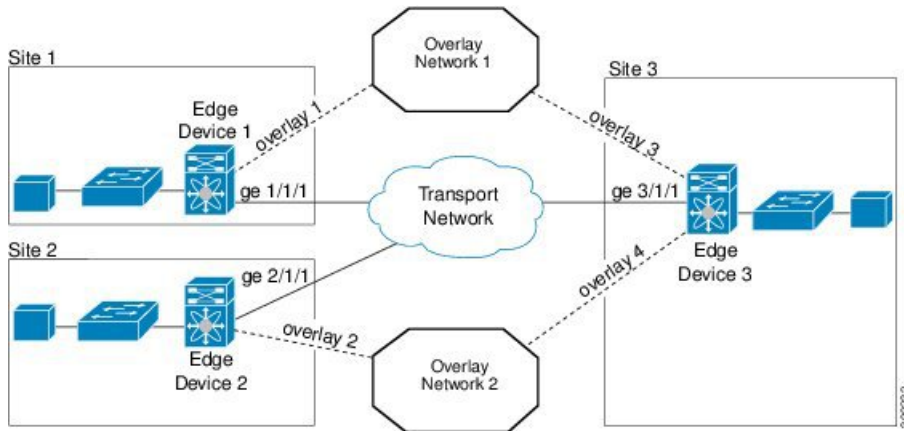 Overlay
Network 1
Site 1
Site 3
Edge
Device 1
overlay 1
overlay 3
ge 1/1/1
Transport
Network
ge 3/1/1
Site 2
ge 2/1/1
overlay 4
Edge
Device 3
overlay 2
Edge
Device 2
Overlay
Network 2